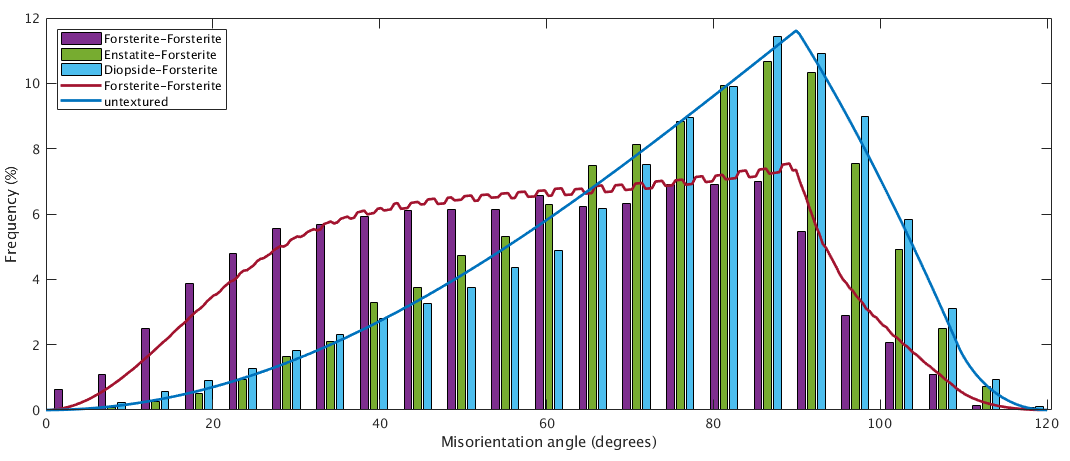 12
10
8
6
4
2
0
Frequency (%)
Forsterite-Forsterite
Enstatite-Forsterite
Diopside-Forsterite
Forsterite-Forsterite
untextured
0 20 40 60 80 100 120
Misorientation angle (degrees)